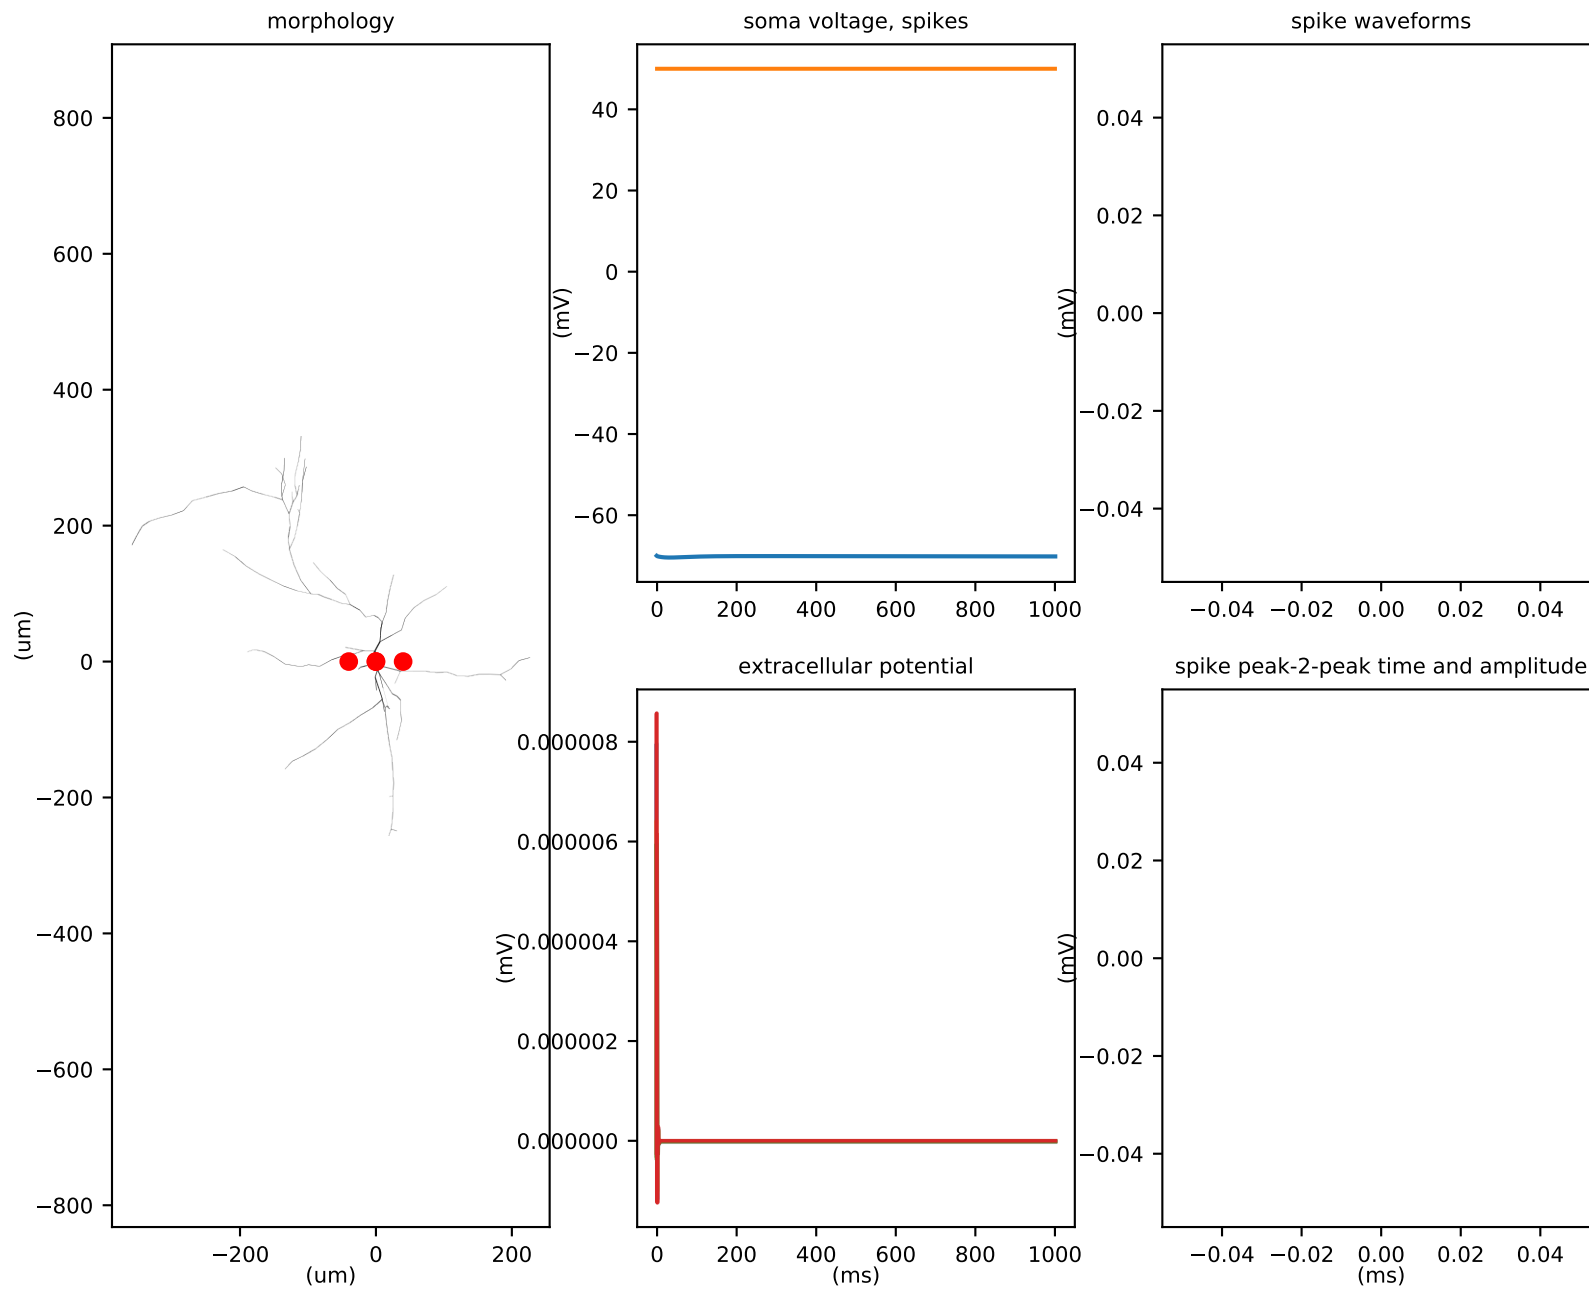 morphology
800
600
400
200
0
−200
−400
−600
−800
(um)
−200 0 200
(um)
soma voltage, spikes
40
20
0
−20
−40
−60
(mV)
0 200 400 600 800 1000
spike waveforms
0.04
0.02
0.00
−0.02
−0.04
(mV)
−0.04 −0.02 0.00 0.02 0.04
extracellular potential
0.000008
0.000006
0.000004
0.000002
0.000000
(mV)
0 200 400 600 800 1000
(ms)
spike peak-2-peak time and amplitude
0.04
0.02
0.00
−0.02
−0.04
(mV)
−0.04 −0.02 0.00 0.02 0.04
(ms)